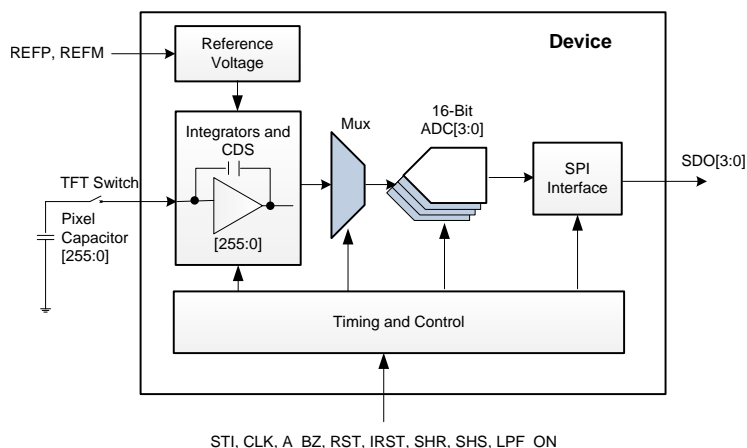 Device
Reference
Voltage
REFP, REFM
Integrators and
CDS
[255:0]
Mux
16-Bit
ADC[3:0]
SPI
Interface
SDO[3:0]
TFT Switch
Pixel
Capacitor
[255:0]
Timing and Control
STI, CLK, A_BZ, RST, IRST, SHR, SHS, LPF_ON